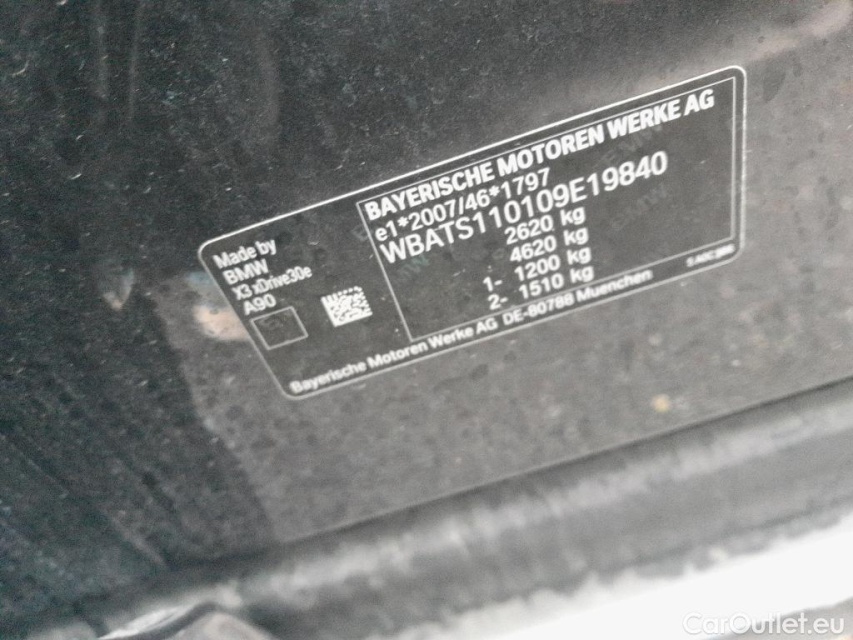 BAYERISCHE MOTOREN WERKE AG
e1*2007/46*1797
WBATS110109E19840
2620 kg
4620 kg
1- 1200 kg
2- 1510 kg
Made by
BMW
X3 xDrive30e
A90
Bayerische Motoren Werke AG DE-80788 Muenchen
CarOutlet.eu